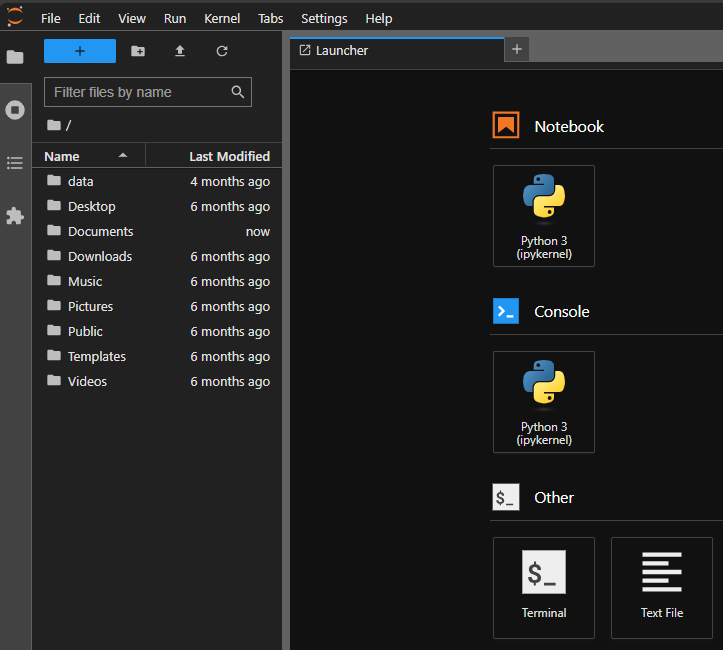 File Edit View Run Kernel Tabs Settings Help
+
Filter files by name
/
Name Last Modified
data 4 months ago
Desktop 6 months ago
Documents now
Downloads 6 months ago
Music 6 months ago
Pictures 6 months ago
Public 6 months ago
Templates 6 months ago
Videos 6 months ago
Launcher +
Notebook
Python 3
(ipykernel)
Console
Python 3
(ipykernel)
$_ Other
$_
Terminal Text File